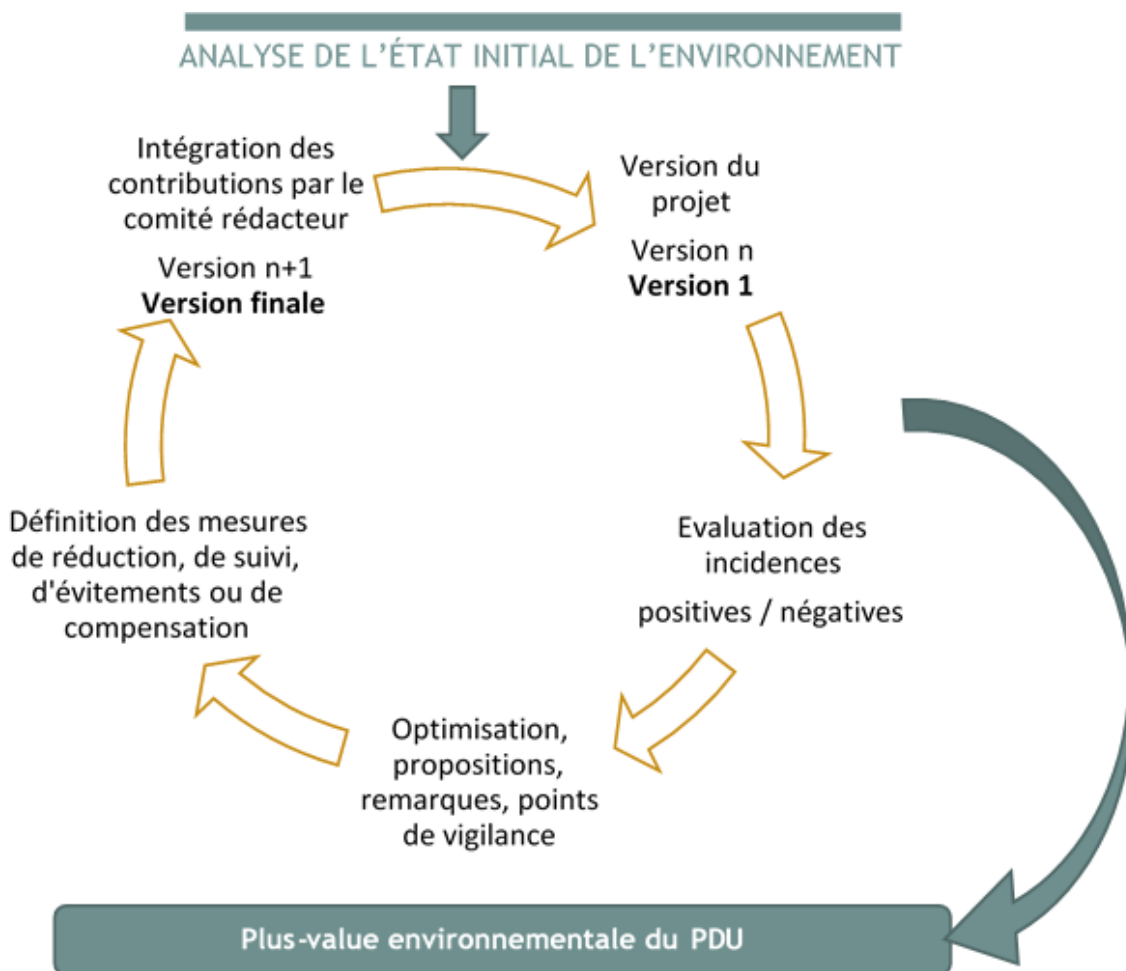 ANALYSE DE L'ÉTAT INITIAL DE L'ENVIRONNEMENT
Intégration des
contributions par le
comité rédacteur
Version n+1
Version finale
Version du
projet
Version n
Version 1
Evaluation des
incidences
positives / négatives
Optimisation,
propositions,
remarques, points
de vigilance
Définition des mesures
de réduction, de suivi,
d'évitements ou de
compensation
Plus-value environnementale du PDU